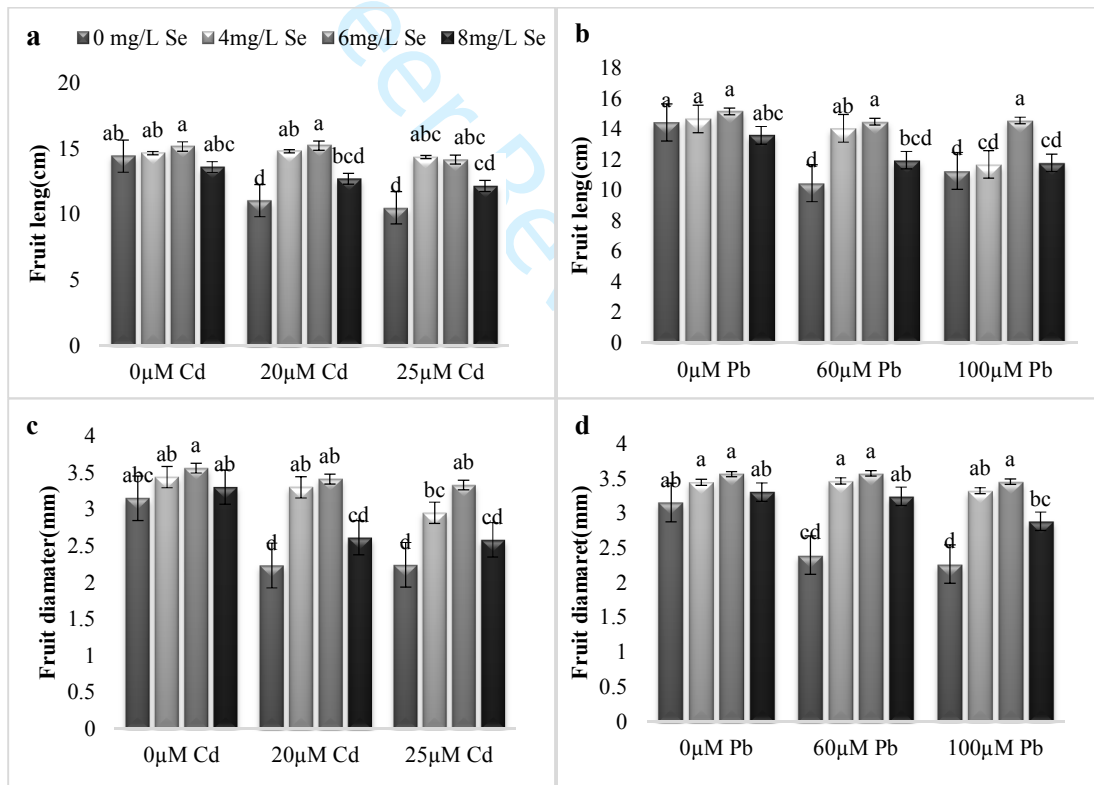 a
0 mg/L Se 4mg/L Se 6mg/L Se 8mg/L Se
Fruit leng(cm)
20
15
10
5
0
ab ab a abc
d ab a bcd
d abc abc cd
0µM Cd 20µM Cd 25µM Cd
b
Fruit leng(cm)
18
16
14
12
10
8
6
4
2
0
a a a abc
d ab a bcd
d cd a cd
0µM Pb 60µM Pb 100µM Pb
c
Fruit diamater(mm)
4
3.5
3
2.5
2
1.5
1
0.5
0
abc ab a ab
d ab ab cd
d bc ab cd
0µM Cd 20µM Cd 25µM Cd
d
Fruit diamaret(mm)
4
3.5
3
2.5
2
1.5
1
0.5
0
ab a a ab
cd a a ab
d ab a bc
0µM Pb 60µM Pb 100µM Pb
eer Re